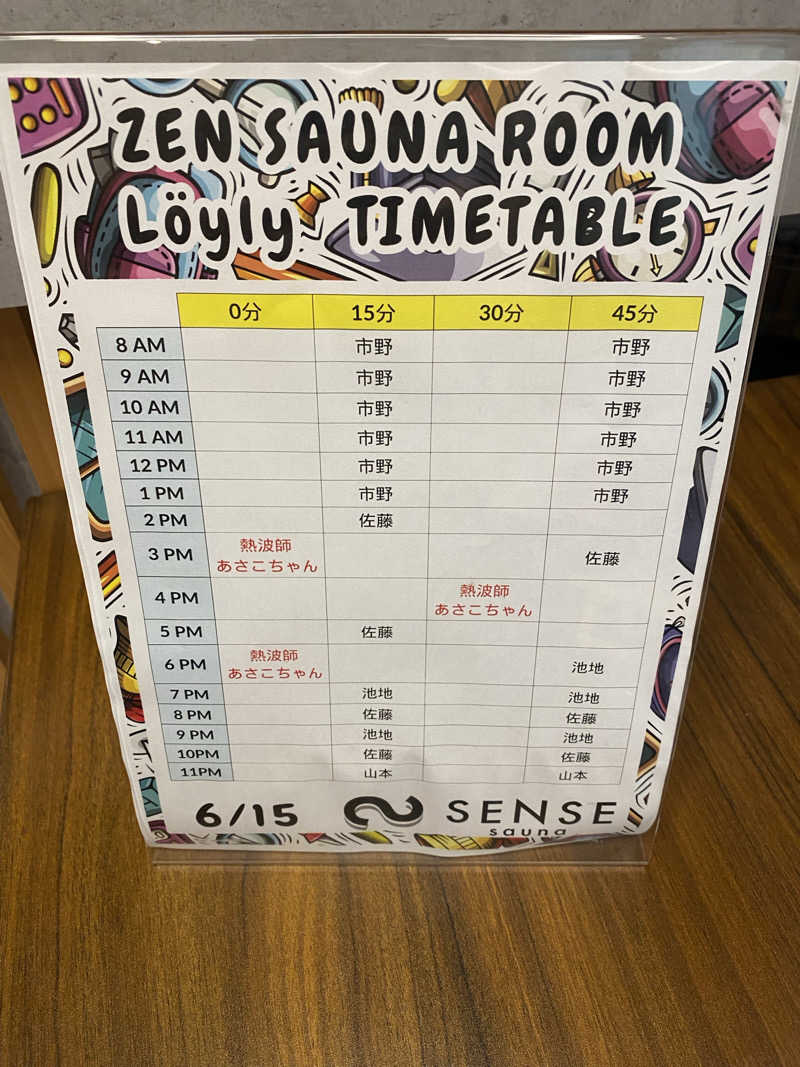 ZEN SAUNA ROOM
Löyly TIMETABLE
0分 15分 30分 45分
8 AM 市野 市野
9 AM 市野 市野
10 AM 市野 市野
11 AM 市野 市野
12 PM 市野 市野
1 PM 市野 市野
2 PM 佐藤
3 PM 熱波師 あさこちゃん 佐藤
4 PM 熱波師 あさこちゃん
5 PM 佐藤
6 PM 熱波師 あさこちゃん 池地
7 PM 池地 池地
8 PM 佐藤 佐藤
9 PM 池地 池地
10PM 佐藤 佐藤
11PM 山本 山本
6/15 SENSE
sauna